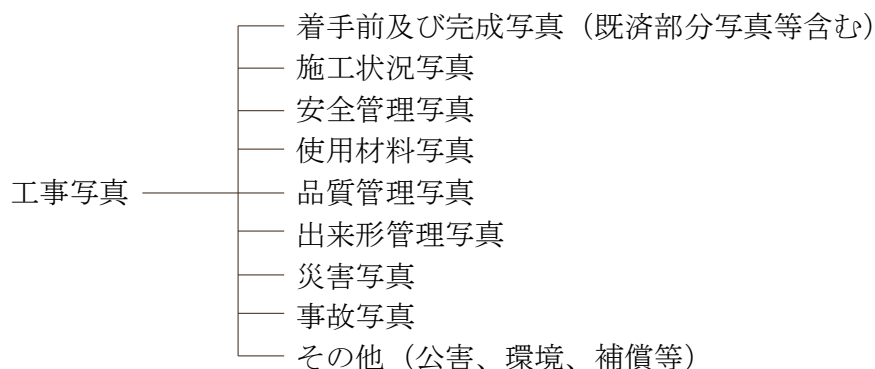 着手前及び完成写真（既済部分写真等含む）
施工状況写真
安全管理写真
使用材料写真
工事写真
品質管理写真
出来形管理写真
災害写真
事故写真
その他（公害、環境、補償等）